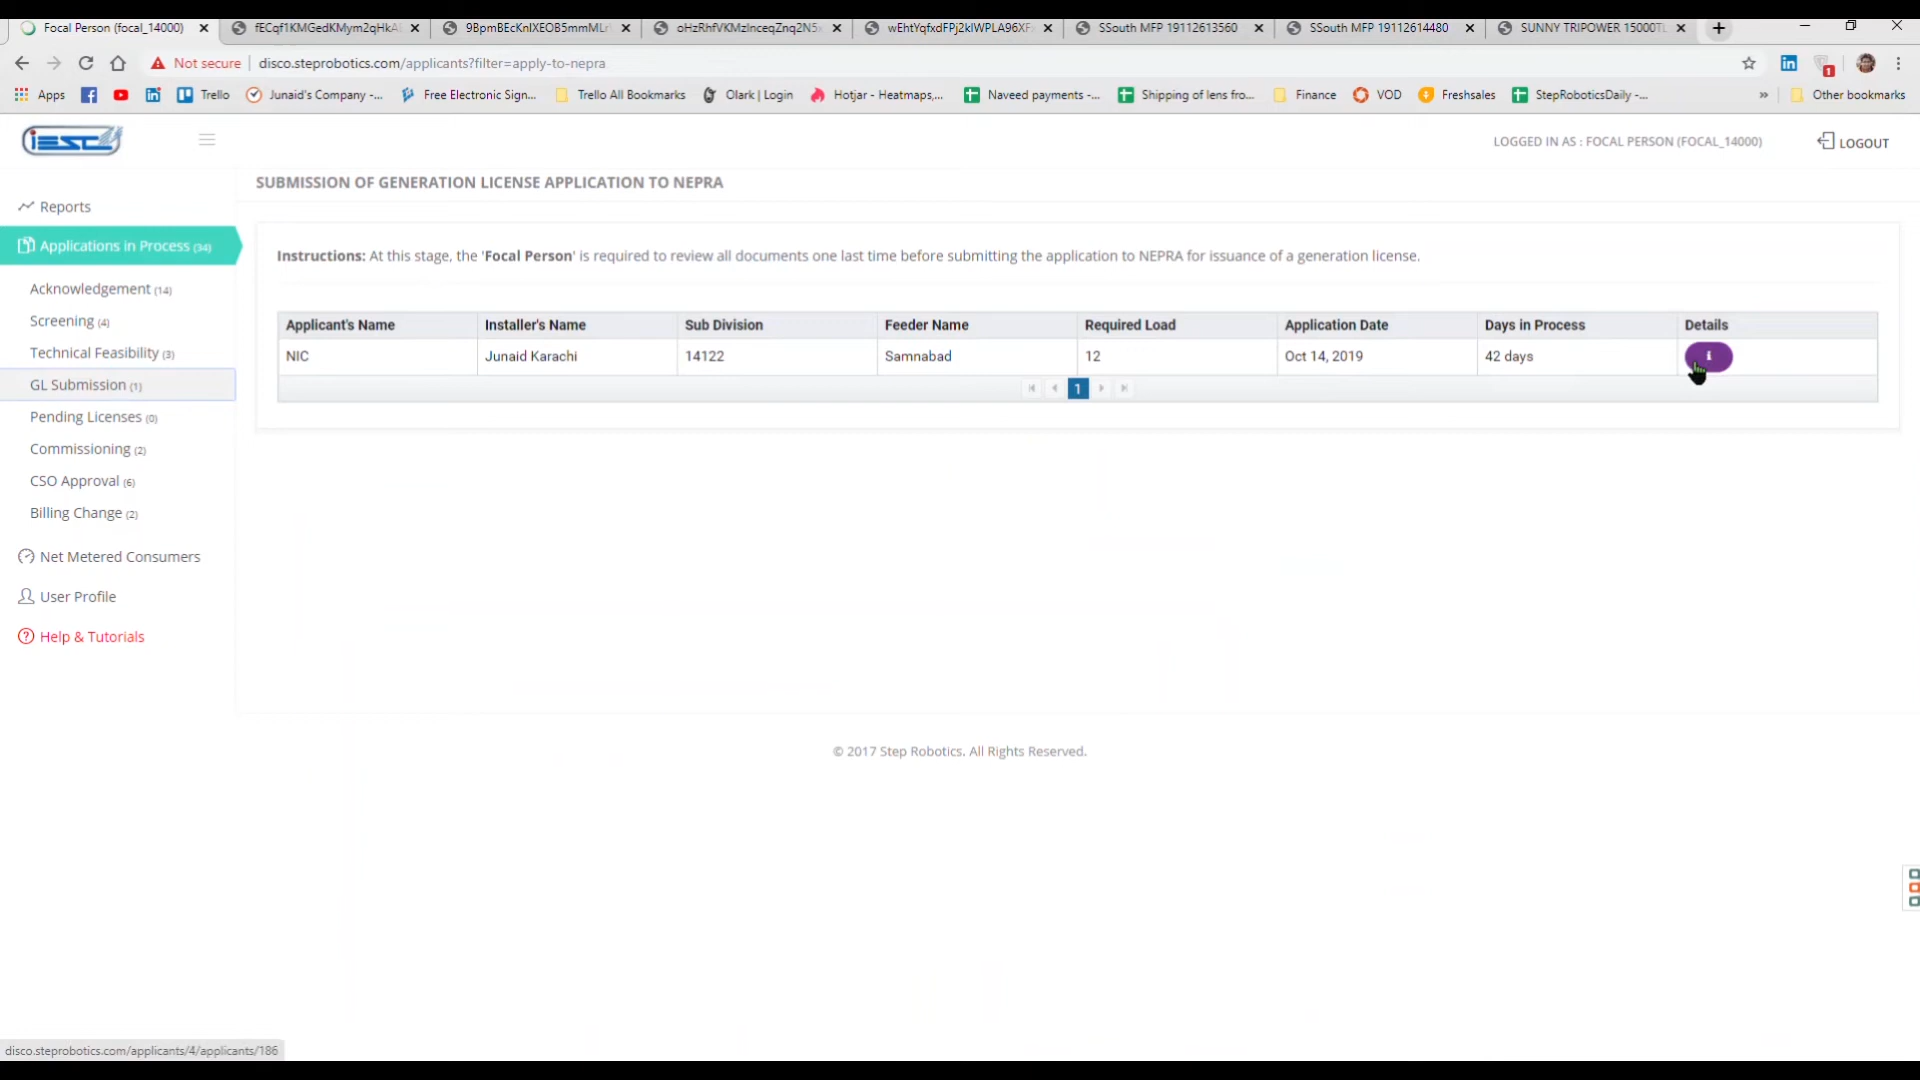 Focal Person (focal_14000)
fECqf1KMGedKMym2qHkA
9BpmBEcKnIXEOB5mmML
oHzRhfVKMzInceqZnq2N5
wEhtYqfxdFPj2kIWPLA96XF
SSouth MFP 19112613560
SSouth MFP 19112614480
SUNNY TRIPOWER 15000TL
Not secure
disco.steprobotics.com/applicants?filter=apply-to-nepra
1
Apps
Trello
Junaid's Company -...
Free Electronic Sign...
Trello All Bookmarks
Olark | Login
Hotjar - Heatmaps,...
Naveed payments -...
Shipping of lens fro...
Finance
VOD
Freshsales
StepRoboticsDaily -...
»
Other bookmarks
iESCO
LOGGED IN AS : FOCAL PERSON (FOCAL_14000)
LOGOUT
SUBMISSION OF GENERATION LICENSE APPLICATION TO NEPRA
Reports
Applications in Process (34)
Acknowledgement (14)
Screening (4)
Technical Feasibility (3)
GL Submission (1)
Pending Licenses (0)
Commissioning (2)
CSO Approval (6)
Billing Change (2)
Net Metered Consumers
User Profile
Help & Tutorials
Instructions: At this stage, the 'Focal Person' is required to review all documents one last time before submitting the application to NEPRA for issuance of a generation license.
Applicant's Name Installer's Name Sub Division Feeder Name Required Load Application Date Days in Process Details
NIC Junaid Karachi 14122 Samnabad 12 Oct 14, 2019 42 days i
1
© 2017 Step Robotics. All Rights Reserved.
disco.steprobotics.com/applicants/4/applicants/186